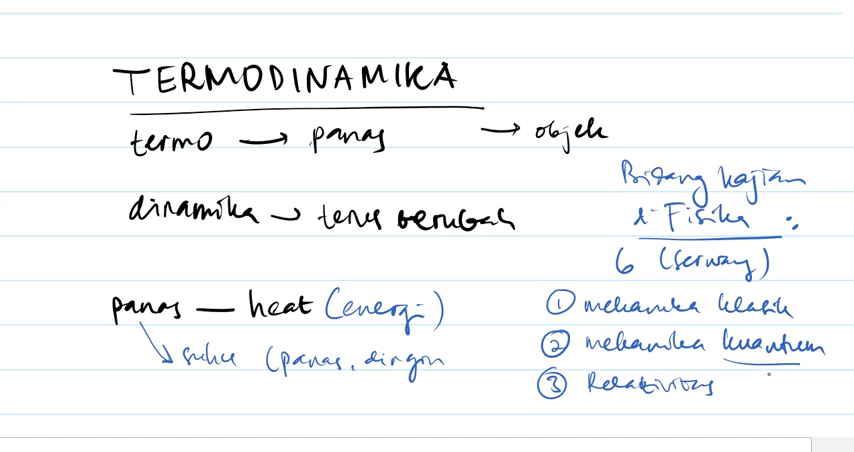 TERMODINAMIKA
termo → panas → objek
dinamika → terus berubah
panas — heat (energi)
suhu (panas, dingin
Bidang kajian
di Fisika :
6 (serway)
① mekanika klasik
② mekanika kuantum
③ Relativitas